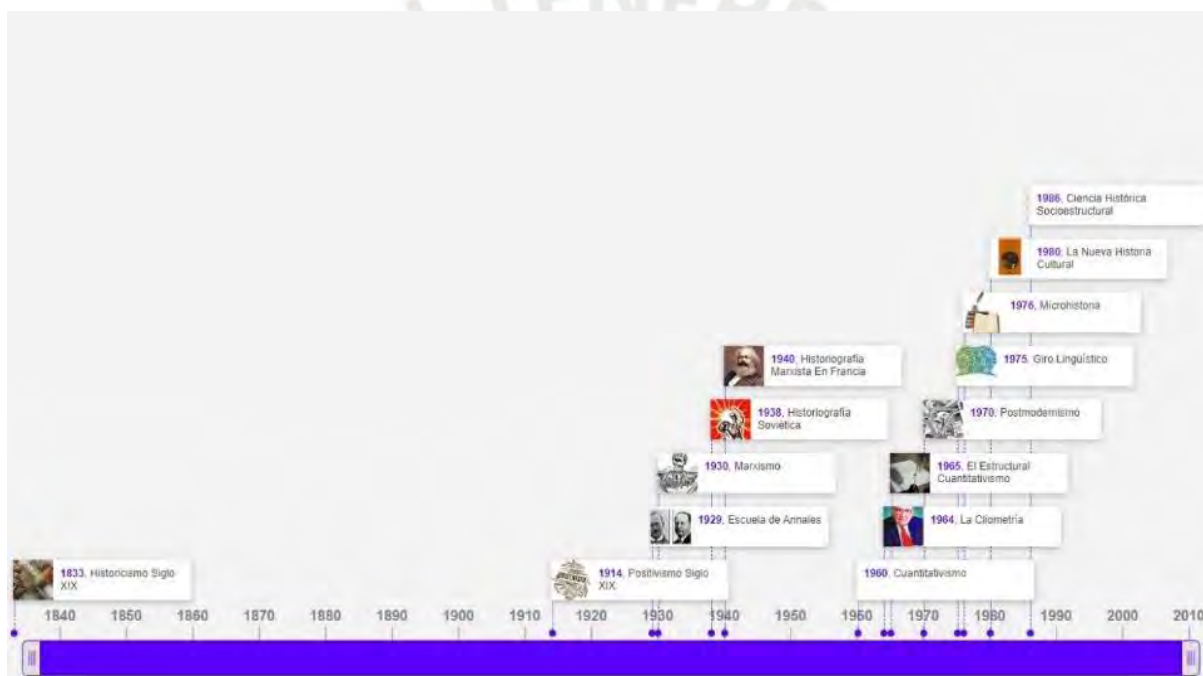 1986, Ciencia Histórica
Socioestructural
1980, La Nueva Historia
Cultural
1976, Microhistoria
1940, Historiografía
Marxista En Francia
1975, Giro Lingüístico
1938, Historiografía
Soviética
1970, Postmodernismo
1930, Marxismo
1965, El Estructural
Cuantitativismo
1929, Escuela de Annales
1964, La Cliometría
1833, Historicismo Siglo
XIX
1914, Positivismo Siglo
XIX
1960, Cuantitativismo
1840 1850 1860 1870 1880 1890 1900 1910 1920 1930 1940 1950 1960 1970 1980 1990 2000 2010